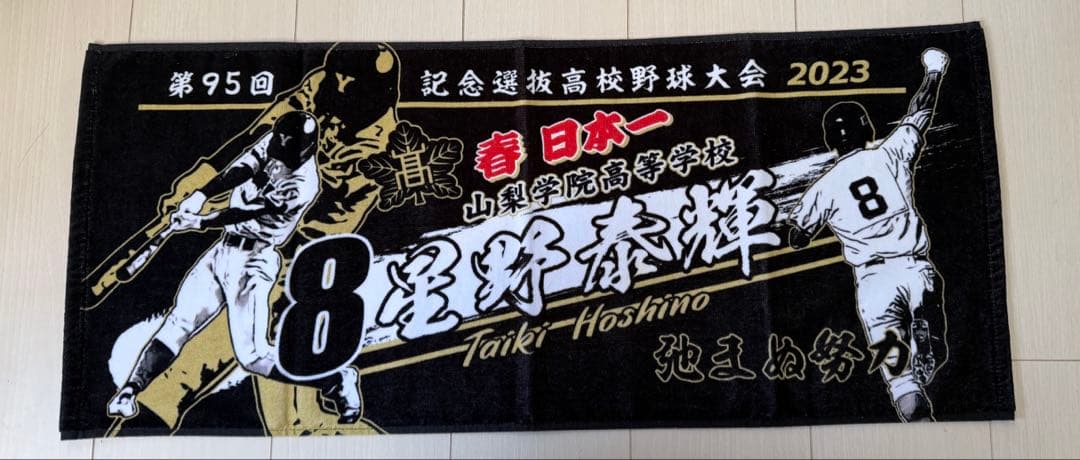 第95回 記念選抜高校野球大会 2023
春 日本一
山梨学院高等学校
8 星野泰輝
Taiki Hoshino
弛まぬ努力
高
Y
Y
8